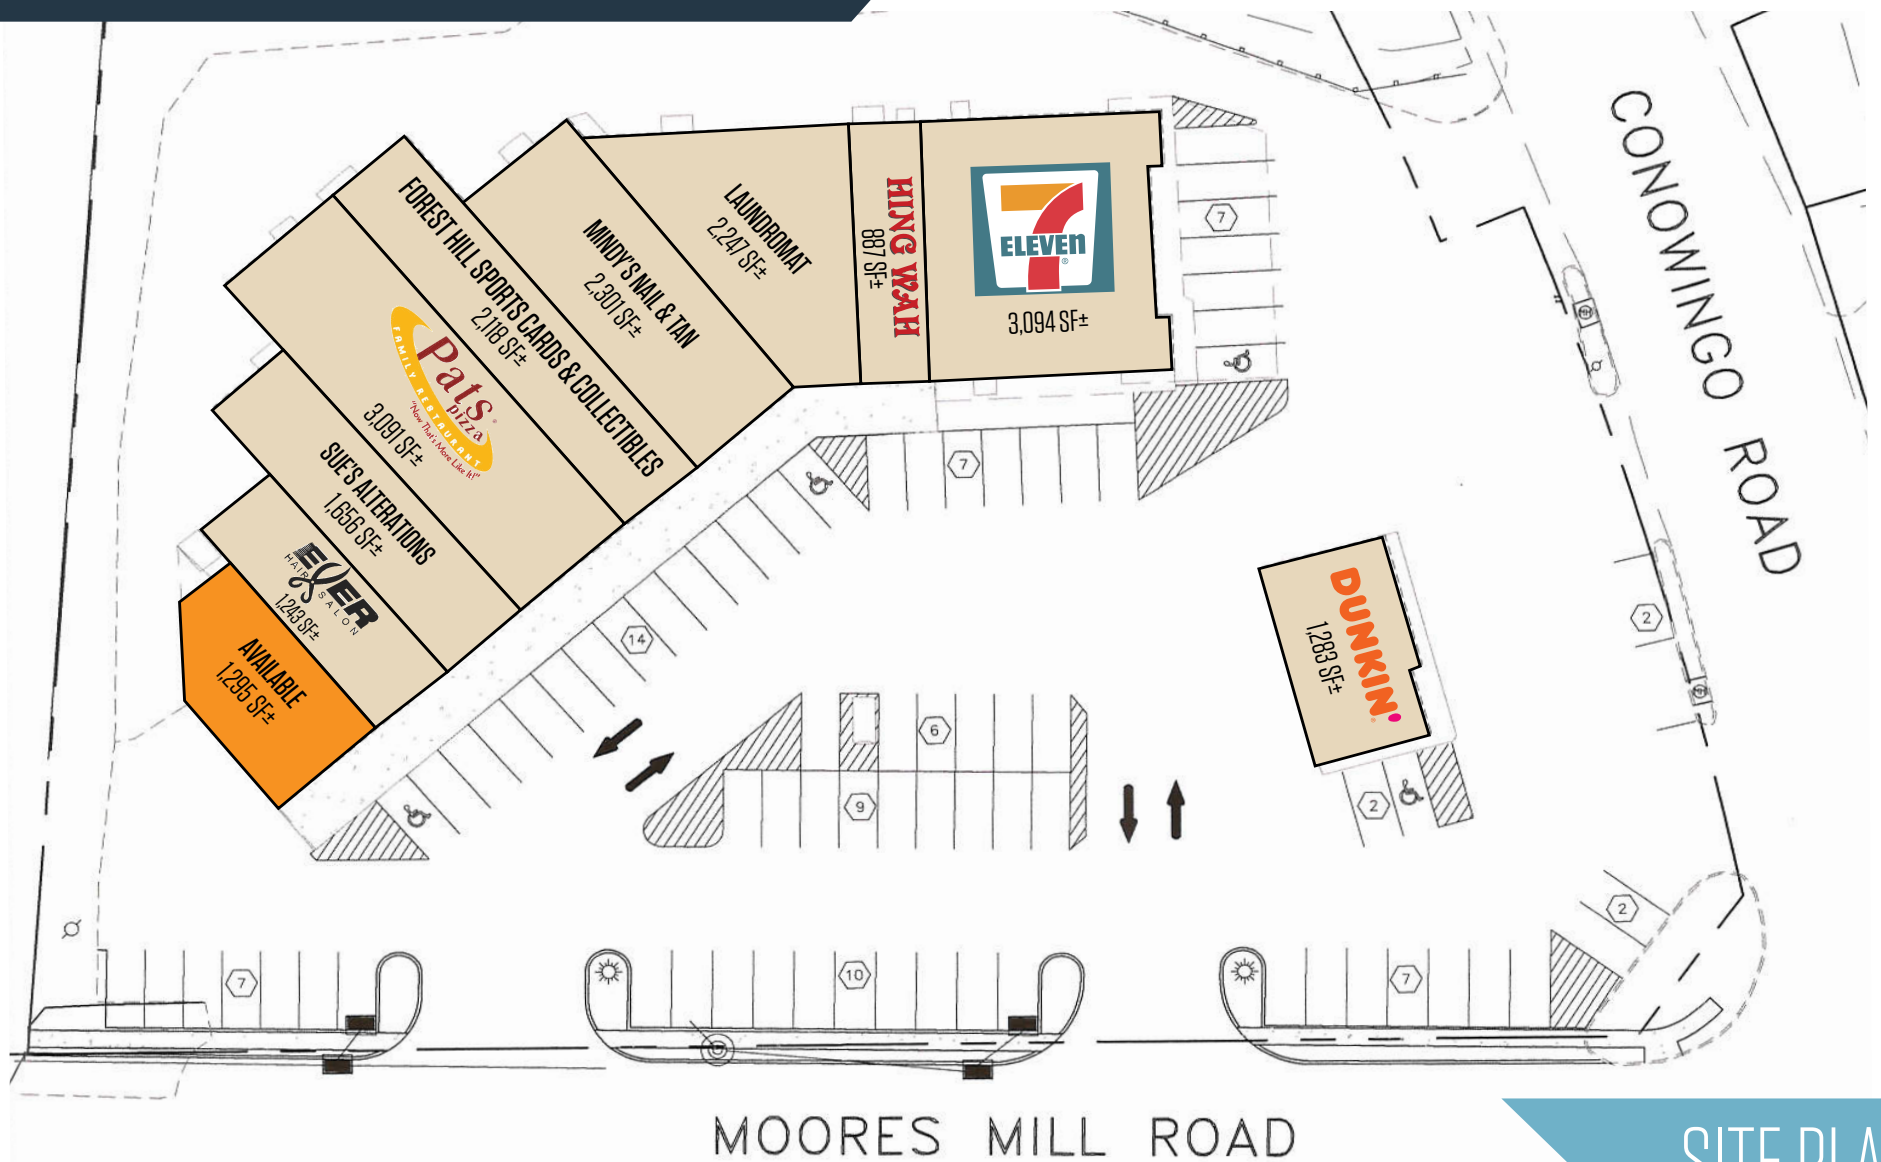 CONOWINGO ROAD
LAUNDROMAT
2,247 SF±
HING WAH
887 SF±
7
ELEVEN
®
3,094 SF±
7
MINDY'S NAIL & TAN
2,301 SF±
FOREST HILL SPORTS CARDS & COLLECTIBLES
2,118 SF±
Pats
pizza
FAMILY RESTAURANT
"Now That's More Like It!"
3,091 SF±
SUE'S ALTERATIONS
1,656 SF±
EVER
HAIR SALON
1,243 SF±
AVAILABLE
1,295 SF±
7
14
DUNKIN'
1,283 SF±
2
6
9
2
2
7
10
7
MOORES MILL ROAD
SITE PLA